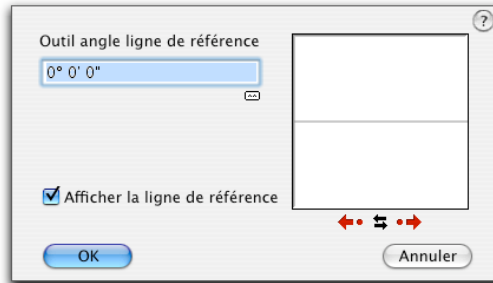 ?
Outil angle ligne de référence
0° 0' 0"
Afficher la ligne de référence
OK
Annuler